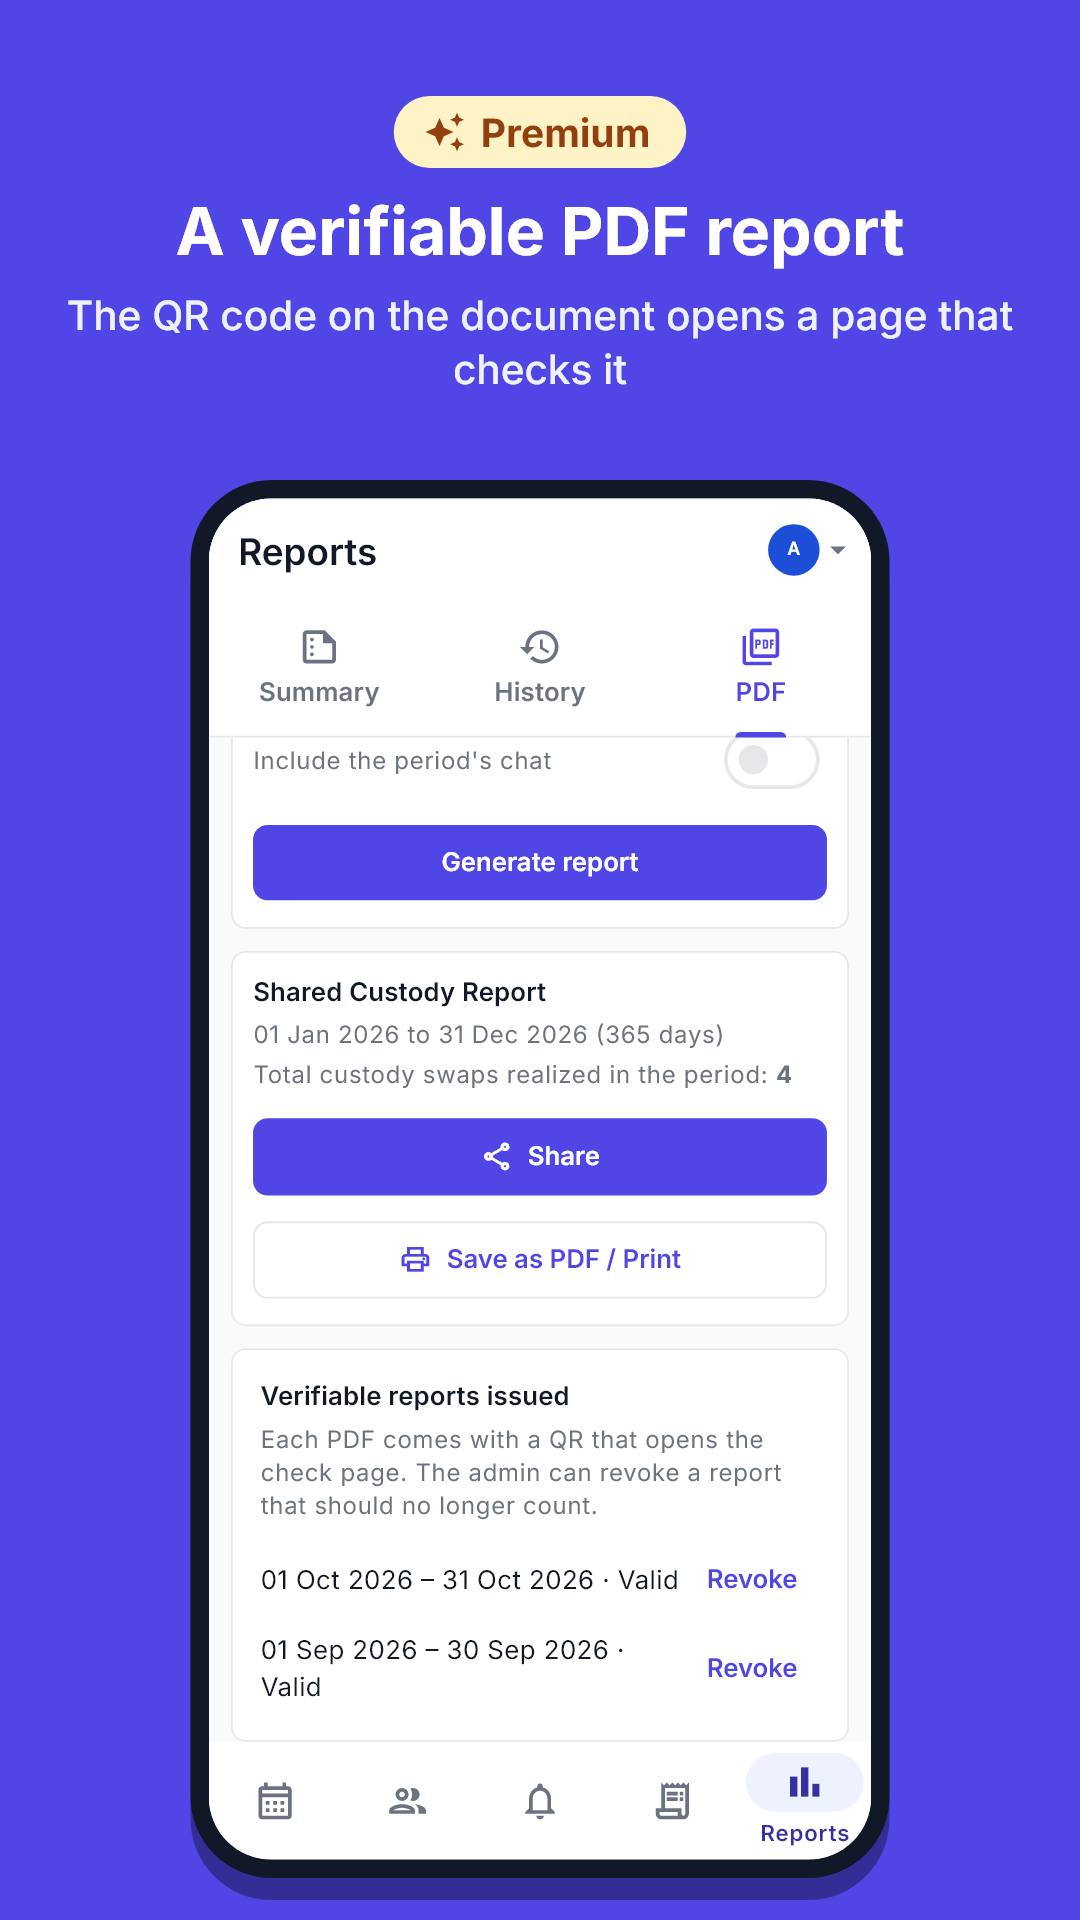 Premium
A verifiable PDF report
The QR code on the document opens a page that
checks it
Reports
A
PDF
Summary
History
PDF
Include the period's chat
Generate report
Shared Custody Report
01 Jan 2026 to 31 Dec 2026 (365 days)
Total custody swaps realized in the period: 4
Share
Save as PDF / Print
Verifiable reports issued
Each PDF comes with a QR that opens the
check page. The admin can revoke a report
that should no longer count.
01 Oct 2026 – 31 Oct 2026 · Valid
Revoke
01 Sep 2026 – 30 Sep 2026 ·
Valid
Revoke
Reports